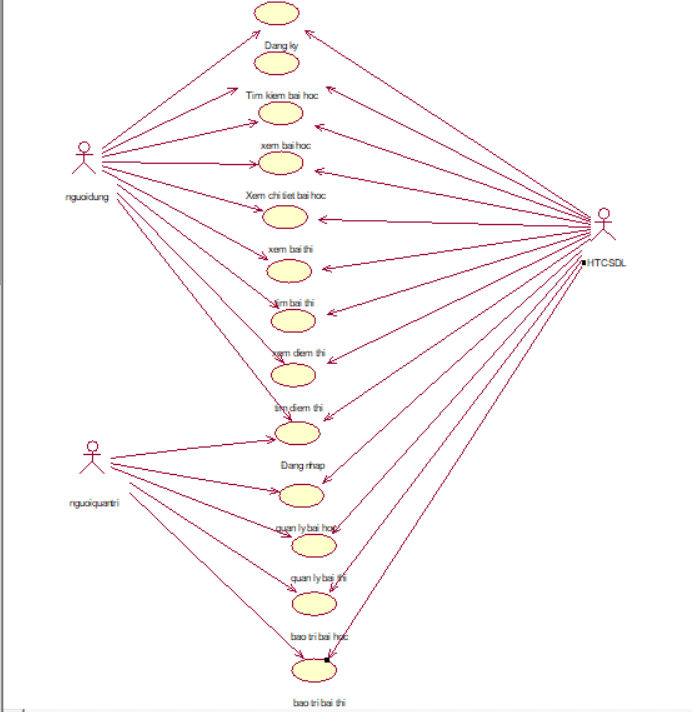 Dang ky
Tim kiem bai hoc
xem bai hoc
Xem chi tiet bai hoc
nguoidung
xem bai thi
HTCSDL
tim bai thi
xem diem thi
tim diem thi
Đang nhap
nguoiquantri
quan ly bai hoc
quan ly bai thi
bao tri bai hoc
bao tri bai thi